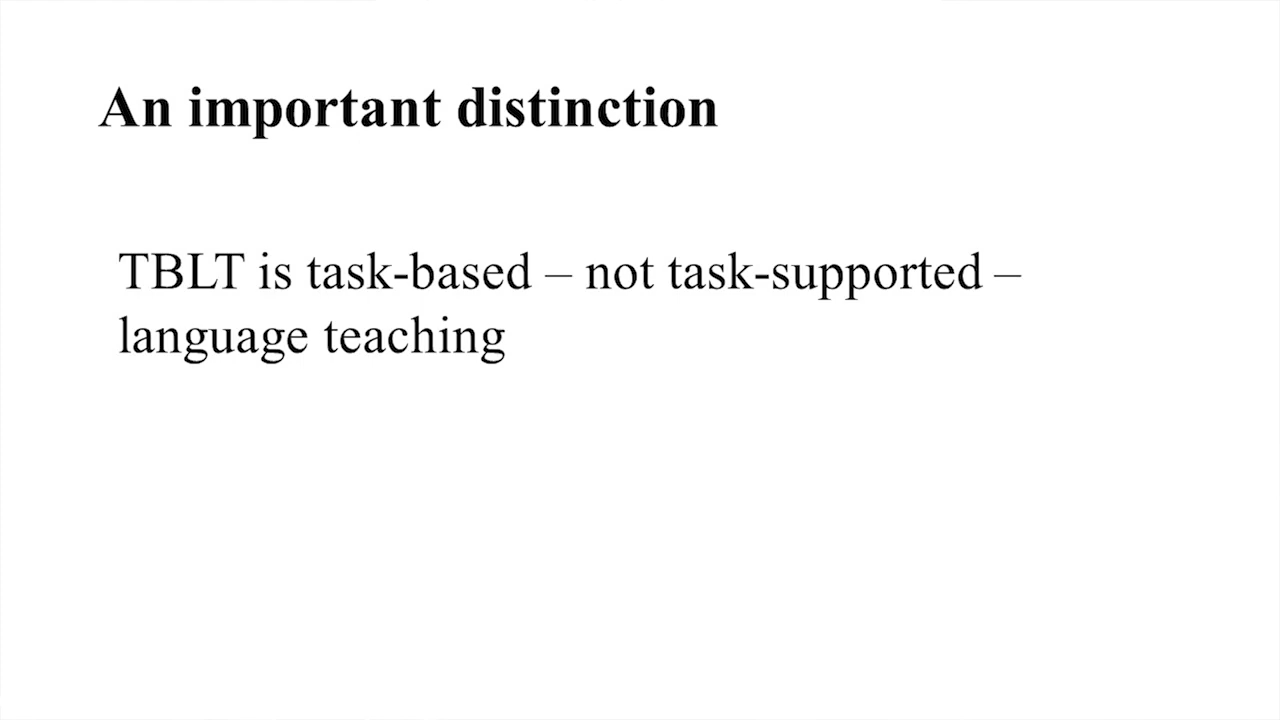 An important distinction
TBLT is task-based – not task-supported –
language teaching